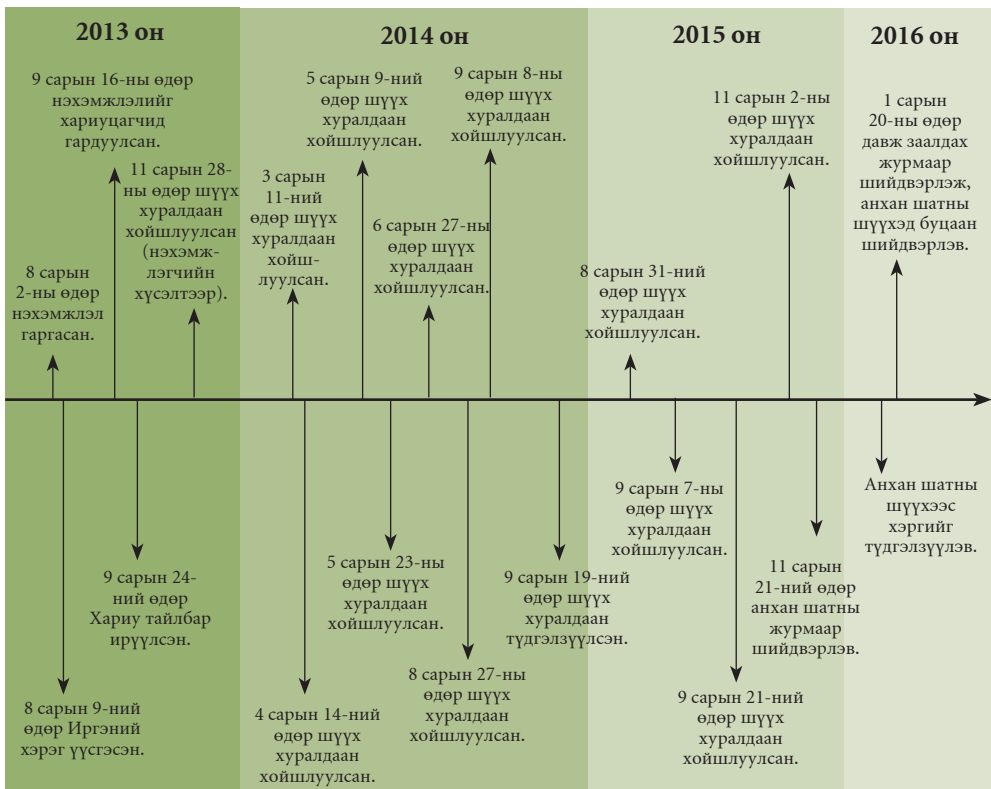 2013 он
2014 он
2015 он
2016 он
9 сарын 16-ны өдөр
нэхэмжлэлийг
хариуцагчид
гардуулсан.
11 сарын 28-
ны өдөр шүүх
хуралдаан
хойшлуулсан
(нэхэмж-
лэгчийн
хүсэлтээр).
8 сарын
2-ны өдөр
нэхэмжлэл
гаргасан.
5 сарын 9-ний
өдөр шүүх
хуралдаан
хойшлуулсан.
9 сарын 8-ны
өдөр шүүх
хуралдаан
хойшлуулсан.
3 сарын
11-ний
өдөр шүүх
хуралдаан
хойш-
луулсан.
6 сарын 27-ны
өдөр шүүх
хуралдаан
хойшлуулсан.
11 сарын 2-ны
өдөр шүүх
хуралдаан
хойшлуулсан.
8 сарын 31-ний
өдөр шүүх
хуралдаан
хойшлуулсан.
1 сарын
20-ны өдөр
давж заалдах
журмаар
шийдвэрлэж,
анхан шатны
шүүхэд буцаан
шийдвэрлэв.
9 сарын 24-
ний өдөр
Хариу тайлбар
ирүүлсэн.
8 сарын 9-ний
өдөр Иргэний
хэрэг үүсгэсэн.
5 сарын 23-ны
өдөр шүүх
хуралдаан
хойшлуулсан.
9 сарын 19-ний
өдөр шүүх
хуралдаан
түдгэлзүүлсэн.
4 сарын 14-ний
өдөр шүүх
хуралдаан
хойшлуулсан.
8 сарын 27-ны
өдөр шүүх
хуралдаан
хойшлуулсан.
9 сарын 7-ны
өдөр шүүх
хуралдаан
хойшлуулсан.
11 сарын
21-ний өдөр
анхан шатны
журмаар
шийдвэрлэв.
9 сарын 21-ний
өдөр шүүх
хуралдаан
хойшлуулсан.
Анхан шатны
шүүхээс
хэргийг
түдгэлзүүлэв.